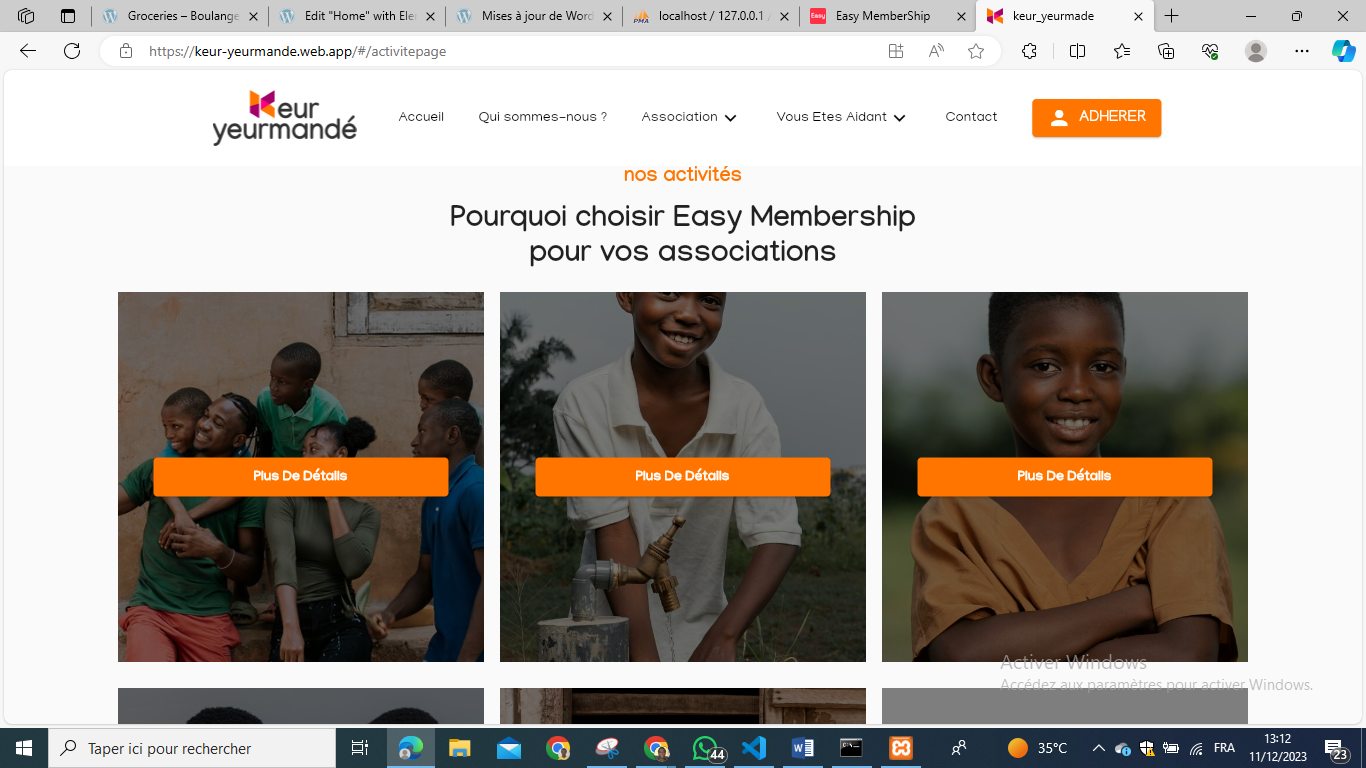 Groceries – Boulange
Edit "Home" with Eler
Mises à jour de Word
localhost / 127.0.0.1 /
Easy MemberShip
keur_yeurmade
https://keur-yeurmande.web.app/#/activitepage
Keur
yeurmandé
Accueil
Qui sommes-nous ?
Association
Vous Etes Aidant
Contact
ADHERER
nos activités
Pourquoi choisir Easy Membership
pour vos associations
Plus De Détails
Plus De Détails
Plus De Détails
Activer Windows
Accédez aux paramètres pour activer Windows.
Taper ici pour rechercher
44
35°C
FRA
13:12
11/12/2023
23